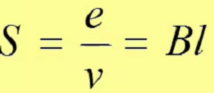 S = e/v = Bl